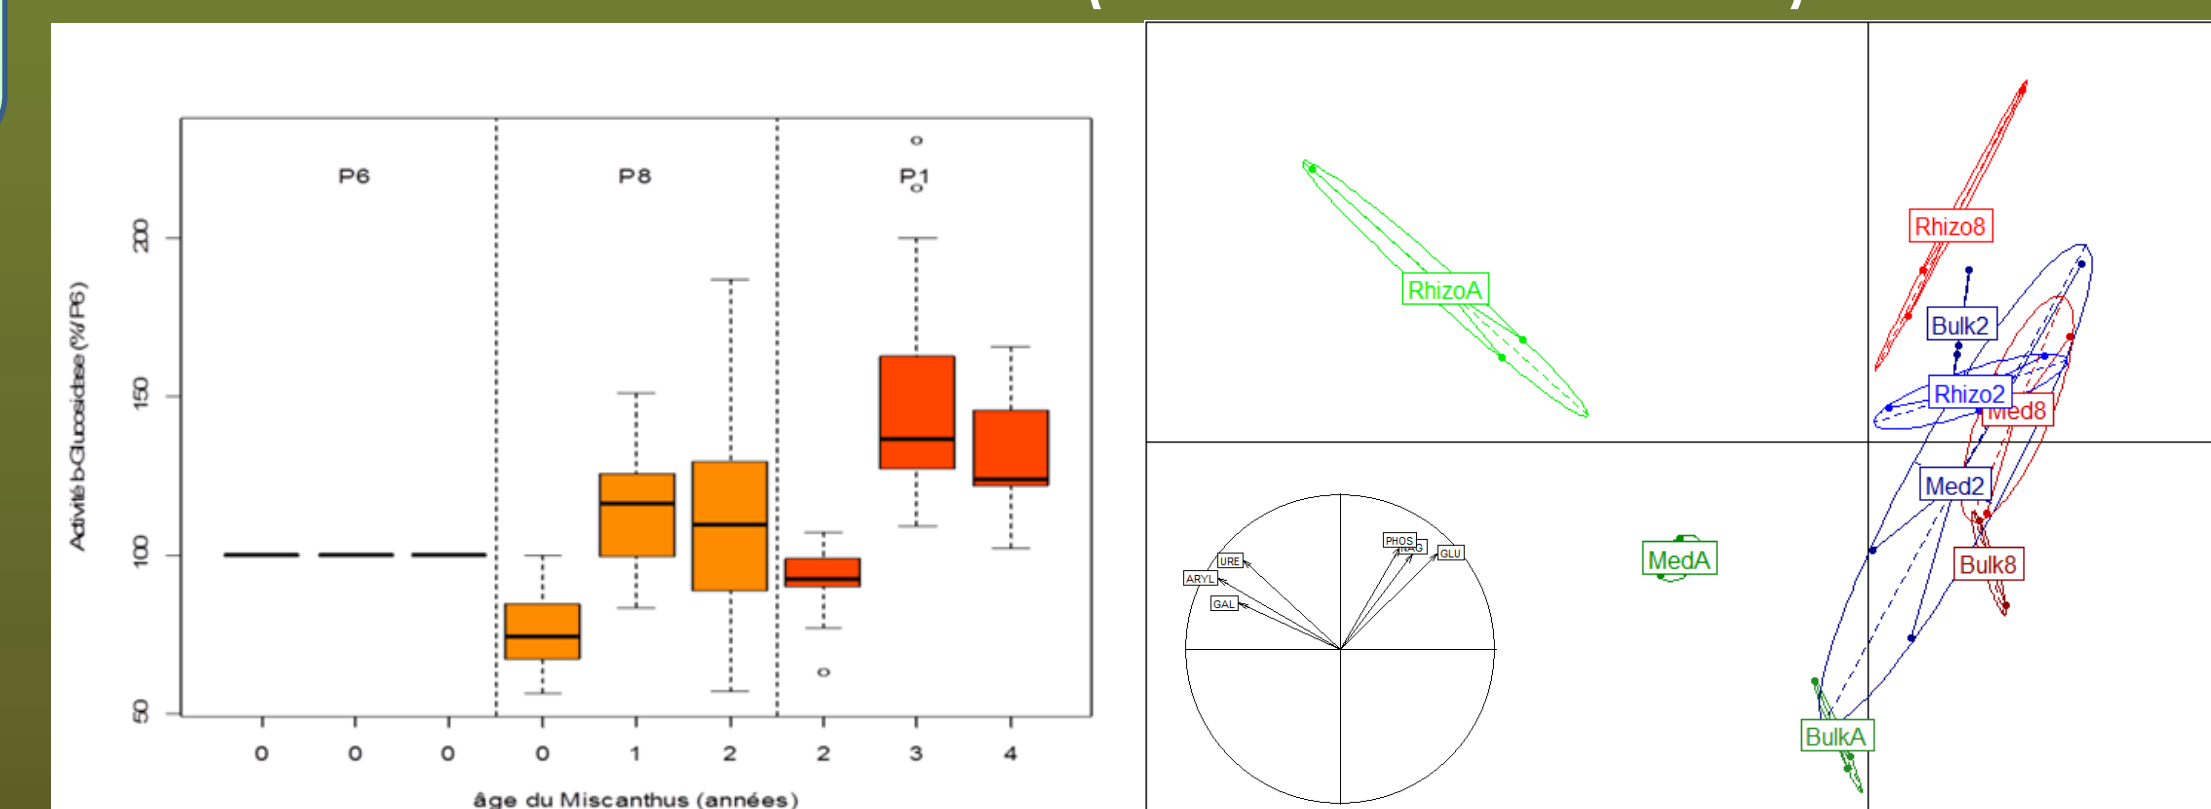 P6
P8
P1
200
150
100
50
Activité b-Glucosidase (%/P6)
0 0 0 0 1 2 2 3 4
âge du Miscanthus (années)
Rhizo8
RhizoA
Bulk2
Rhizo2
Med8
Med2
MedA
Bulk8
BulkA
PHOS
NAG
GLU
URE
ARYL
GAL